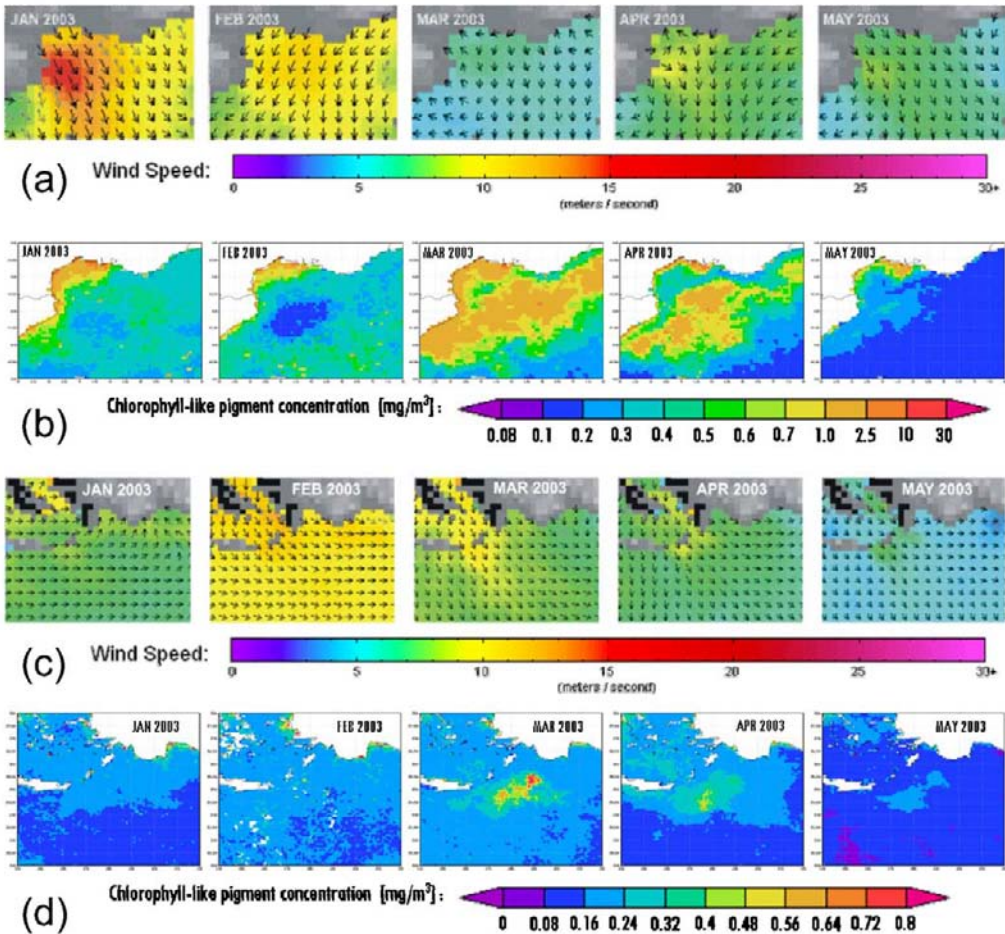 JAN 2003 FEB 2003 MAR 2003 APR 2003 MAY 2003
(a) Wind Speed:
0 5 10 15 20 25 30+
(meters / second)
JAN 2003 FEB 2003 MAR 2003 APR 2003 MAY 2003
(b) Chlorophyll-like pigment concentration [mg/m³]:
0.08 0.1 0.2 0.3 0.4 0.5 0.6 0.7 1.0 2.5 10 30
JAN 2003 FEB 2003 MAR 2003 APR 2003 MAY 2003
(c) Wind Speed:
0 5 10 15 20 25 30+
(meters / second)
JAN 2003 FEB 2003 MAR 2003 APR 2003 MAY 2003
(d) Chlorophyll-like pigment concentration [mg/m³]:
0 0.08 0.16 0.24 0.32 0.4 0.48 0.56 0.64 0.72 0.8